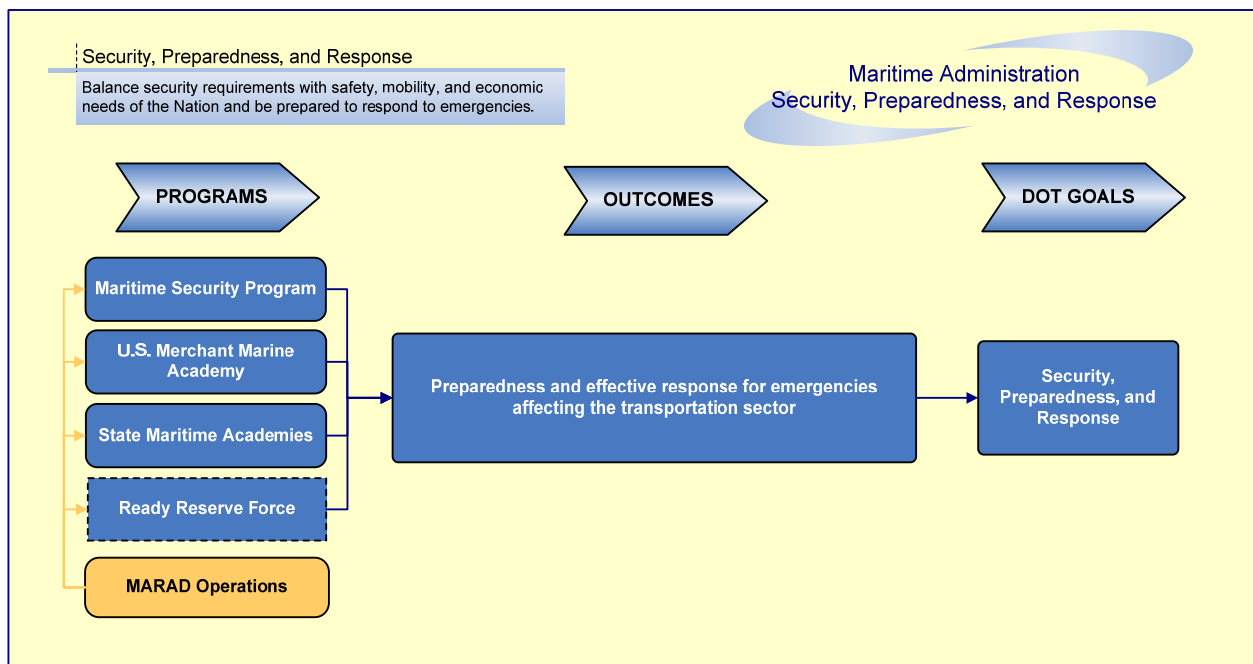 Security, Preparedness, and Response
Balance security requirements with safety, mobility, and economic
needs of the Nation and be prepared to respond to emergencies.
Maritime Administration
Security, Preparedness, and Response
PROGRAMS
OUTCOMES
DOT GOALS
Maritime Security Program
U.S. Merchant Marine
Academy
State Maritime Academies
Ready Reserve Force
MARAD Operations
Preparedness and effective response for emergencies
affecting the transportation sector
Security,
Preparedness, and
Response